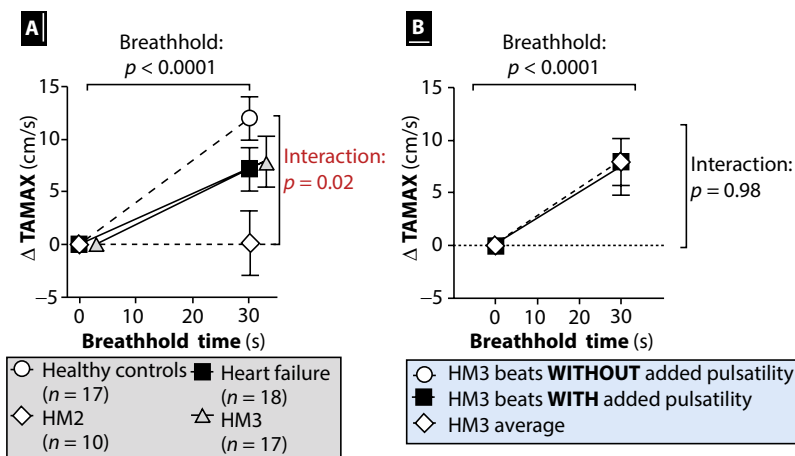 A
Breathhold:
p < 0.0001
15
10
5
0
−5
Δ TAMAX (cm/s)
Interaction:
p = 0.02
0 10 20 30
Breathhold time (s)
Healthy controls
(n = 17)
Heart failure
(n = 18)
HM2
(n = 10)
HM3
(n = 17)
B
Breathhold:
p < 0.0001
15
10
5
0
−5
Δ TAMAX (cm/s)
Interaction:
p = 0.98
0 10 20 30
Breathhold time (s)
HM3 beats WITHOUT added pulsatility
HM3 beats WITH added pulsatility
HM3 average